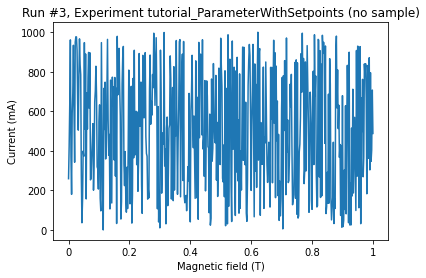 Run #3, Experiment tutorial_ParameterWithSetpoints (no sample)
1000
800
600
400
200
0
Current (mA)
0 0.2 0.4 0.6 0.8 1
Magnetic field (T)